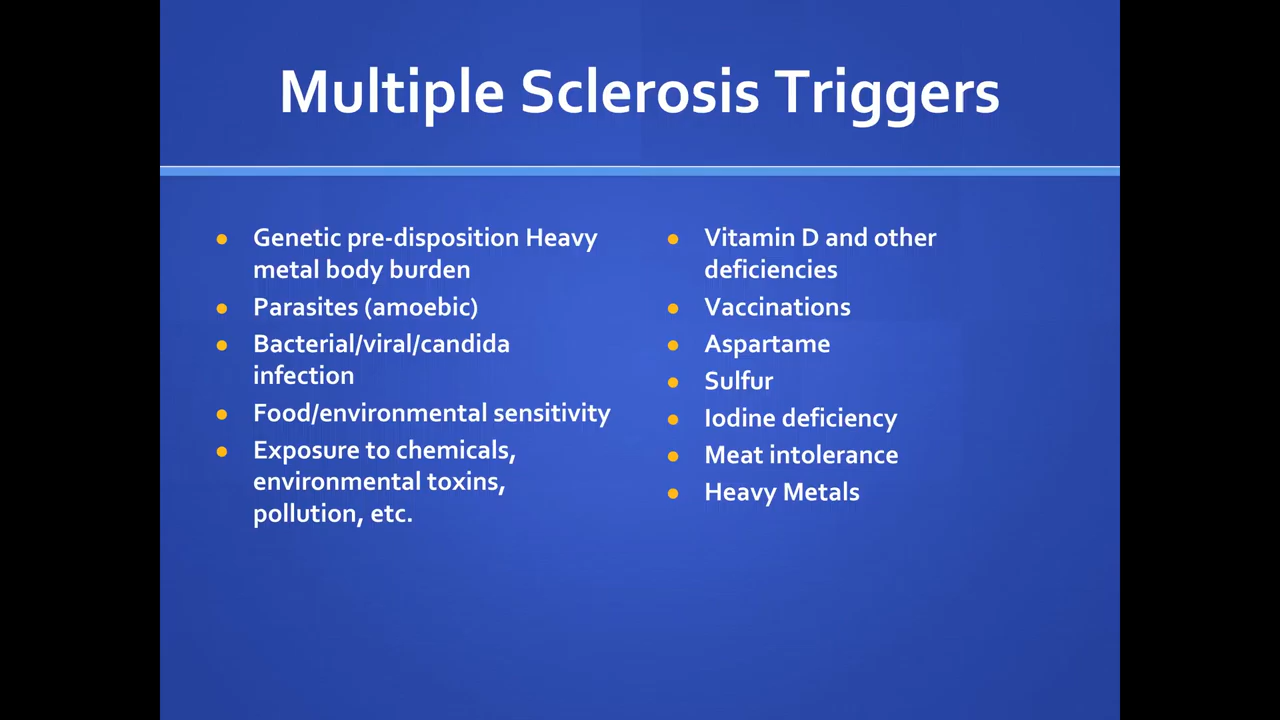 Multiple Sclerosis Triggers
Genetic pre-disposition Heavy
metal body burden
Parasites (amoebic)
Bacterial/viral/candida
infection
Food/environmental sensitivity
Exposure to chemicals,
environmental toxins,
pollution, etc.
Vitamin D and other
deficiencies
Vaccinations
Aspartame
Sulfur
Iodine deficiency
Meat intolerance
Heavy Metals